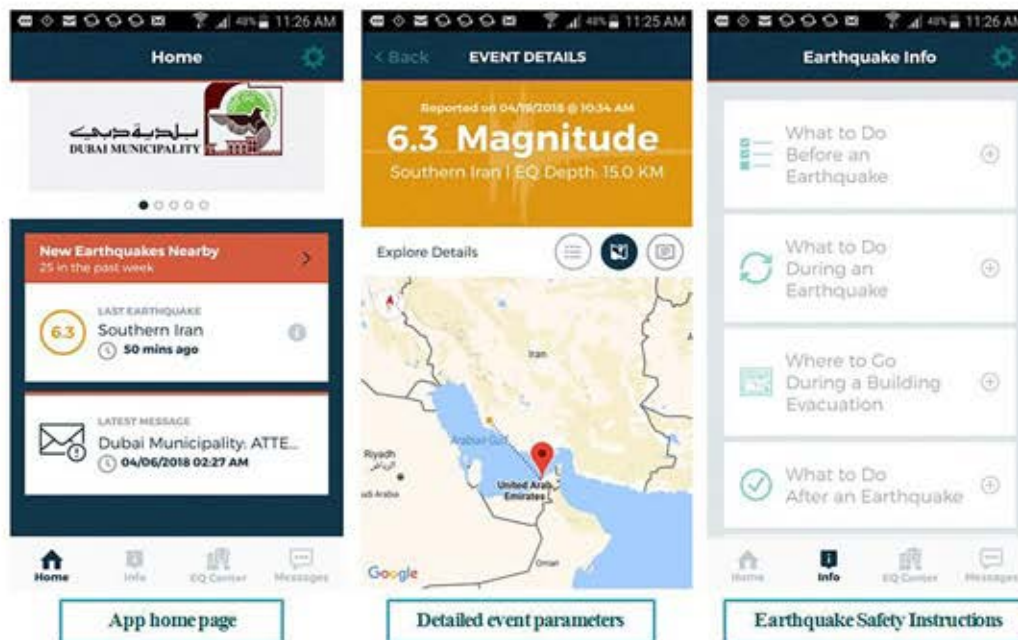 48% 11:26 AM
Home
بلدية دبي
DUBAI MUNICIPALITY
New Earthquakes Nearby
25 in the past week
LAST EARTHQUAKE
6.3
Southern Iran
50 mins ago
LATEST MESSAGE
Dubai Municipality: ATTE...
04/06/2018 02:27 AM
Home
Info
EQ Center
Messages
App home page
48% 11:25 AM
< Back
EVENT DETAILS
Reported on 04/19/2018 @ 10:34 AM
6.3 Magnitude
Southern Iran | EQ Depth: 15.0 KM
Explore Details
Iran
Arabian Gulf
Riyadh
الرياض
udi Arabia
United Arab
Emirates
Oman
Google
Detailed event parameters
48% 11:26 AM
Earthquake Info
What to Do
Before an
Earthquake
What to Do
During an
Earthquake
Where to Go
During a Building
Evacuation
What to Do
After an Earthquake
Home
Info
EQ Center
Messages
Earthquake Safety Instructions